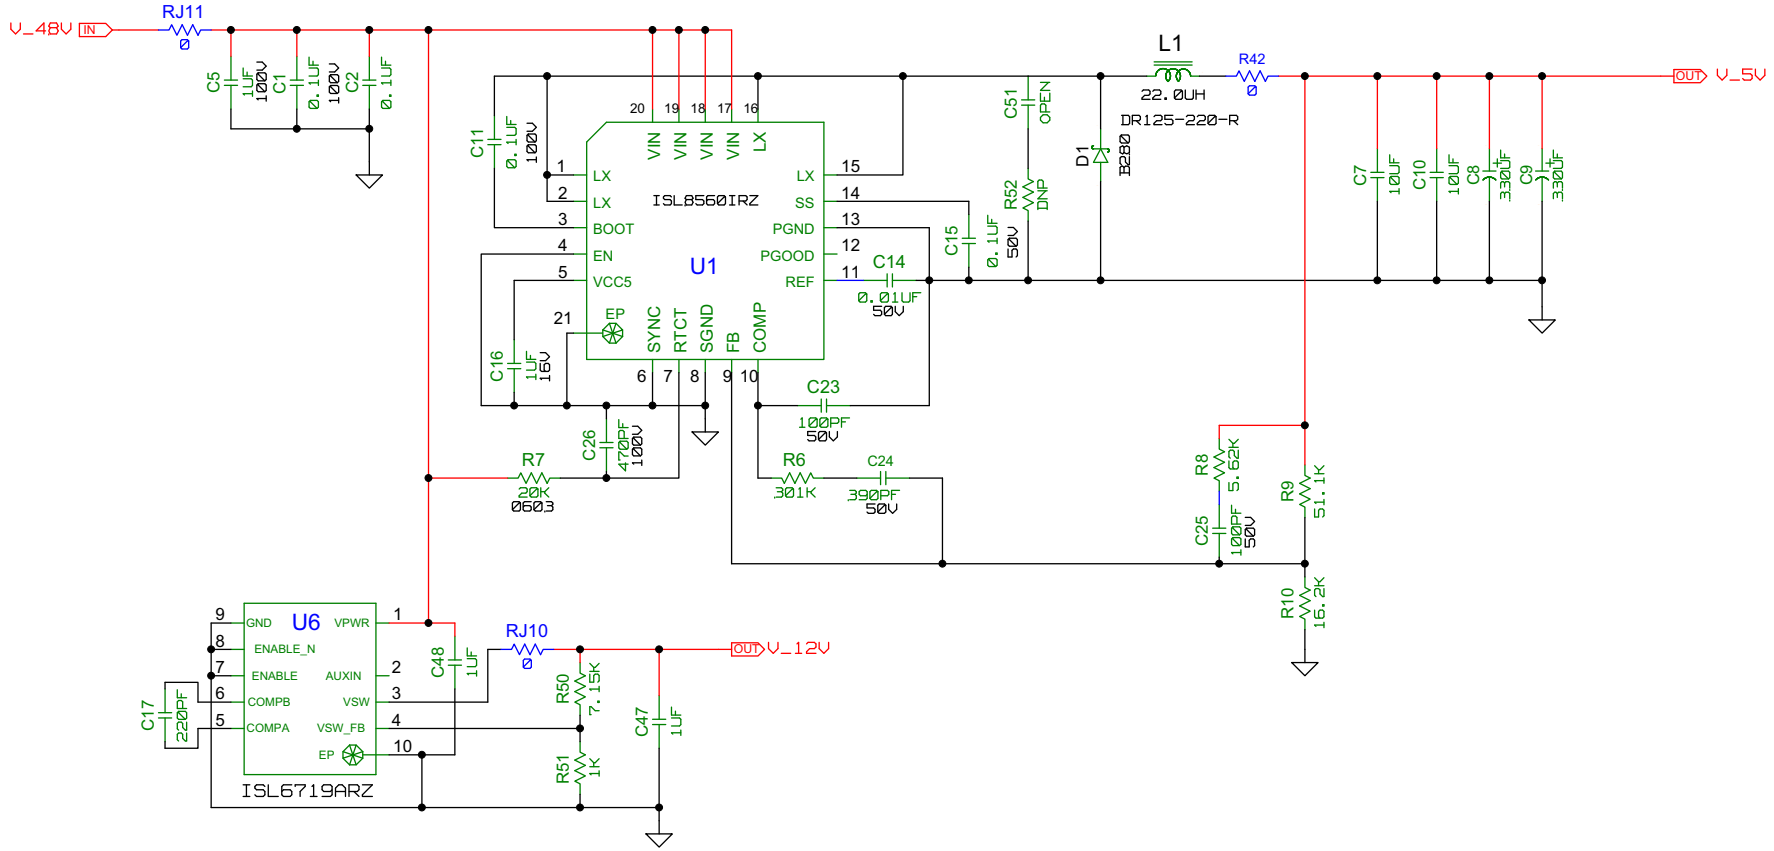 RJ11
V_48V
IN
0
C5
1UF
100V
C1
0.1UF
100V
C2
0.1UF
C11
0.1UF
100V
20
19
18
17
16
VIN
VIN
VIN
VIN
LX
1
LX
2
LX
3
BOOT
4
EN
5
VCC5
21
EP
ISL8560IRZ
U1
15
LX
14
SS
13
PGND
12
PGOOD
11
REF
SYNC
RTCT
SGND
FB
COMP
6
7
8
9
10
C16
1UF
16V
C15
0.1UF
50V
C14
0.01UF
50V
C51
OPEN
R52
DNP
D1
B280
L1
22.0UH
DR125-220-R
R42
0
OUT
V_5V
C7
10UF
C10
10UF
C8
330UF
+
C9
330UF
+
C23
100PF
50V
C26
470PF
100V
R7
20K
0603
R6
301K
C24
390PF
50V
R8
5.62K
C25
100PF
50V
R9
51.1K
R10
16.2K
U6
9
GND
8
ENABLE_N
7
ENABLE
6
COMPB
5
COMPA
VPWR
1
AUXIN
2
VSW
3
VSW_FB
4
EP
10
ISL6719ARZ
C17
220PF
C48
1UF
RJ10
0
OUT
V_12V
R50
7.15K
R51
1K
C47
1UF